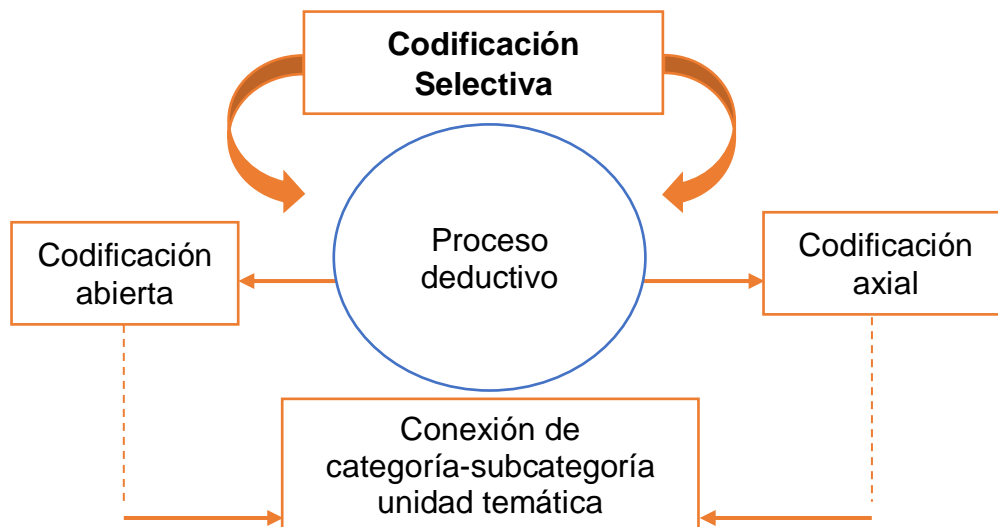 Codificación
Selectiva
Proceso
deductivo
Codificación
abierta
Codificación
axial
Conexión de
categoría-subcategoría
unidad temática